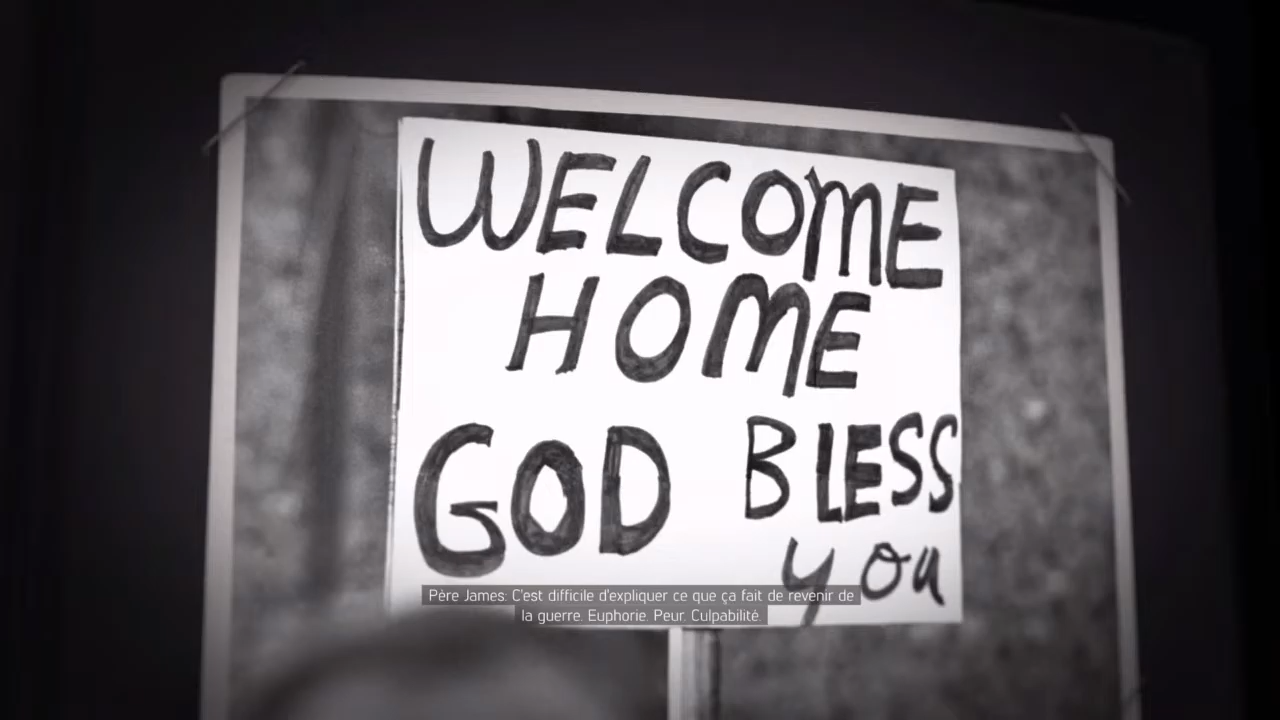 WELCOME
HOME
GOD BLESS
you
Père James: C'est difficile d'expliquer ce que ça fait de revenir de
la guerre. Euphorie. Peur. Culpabilité.